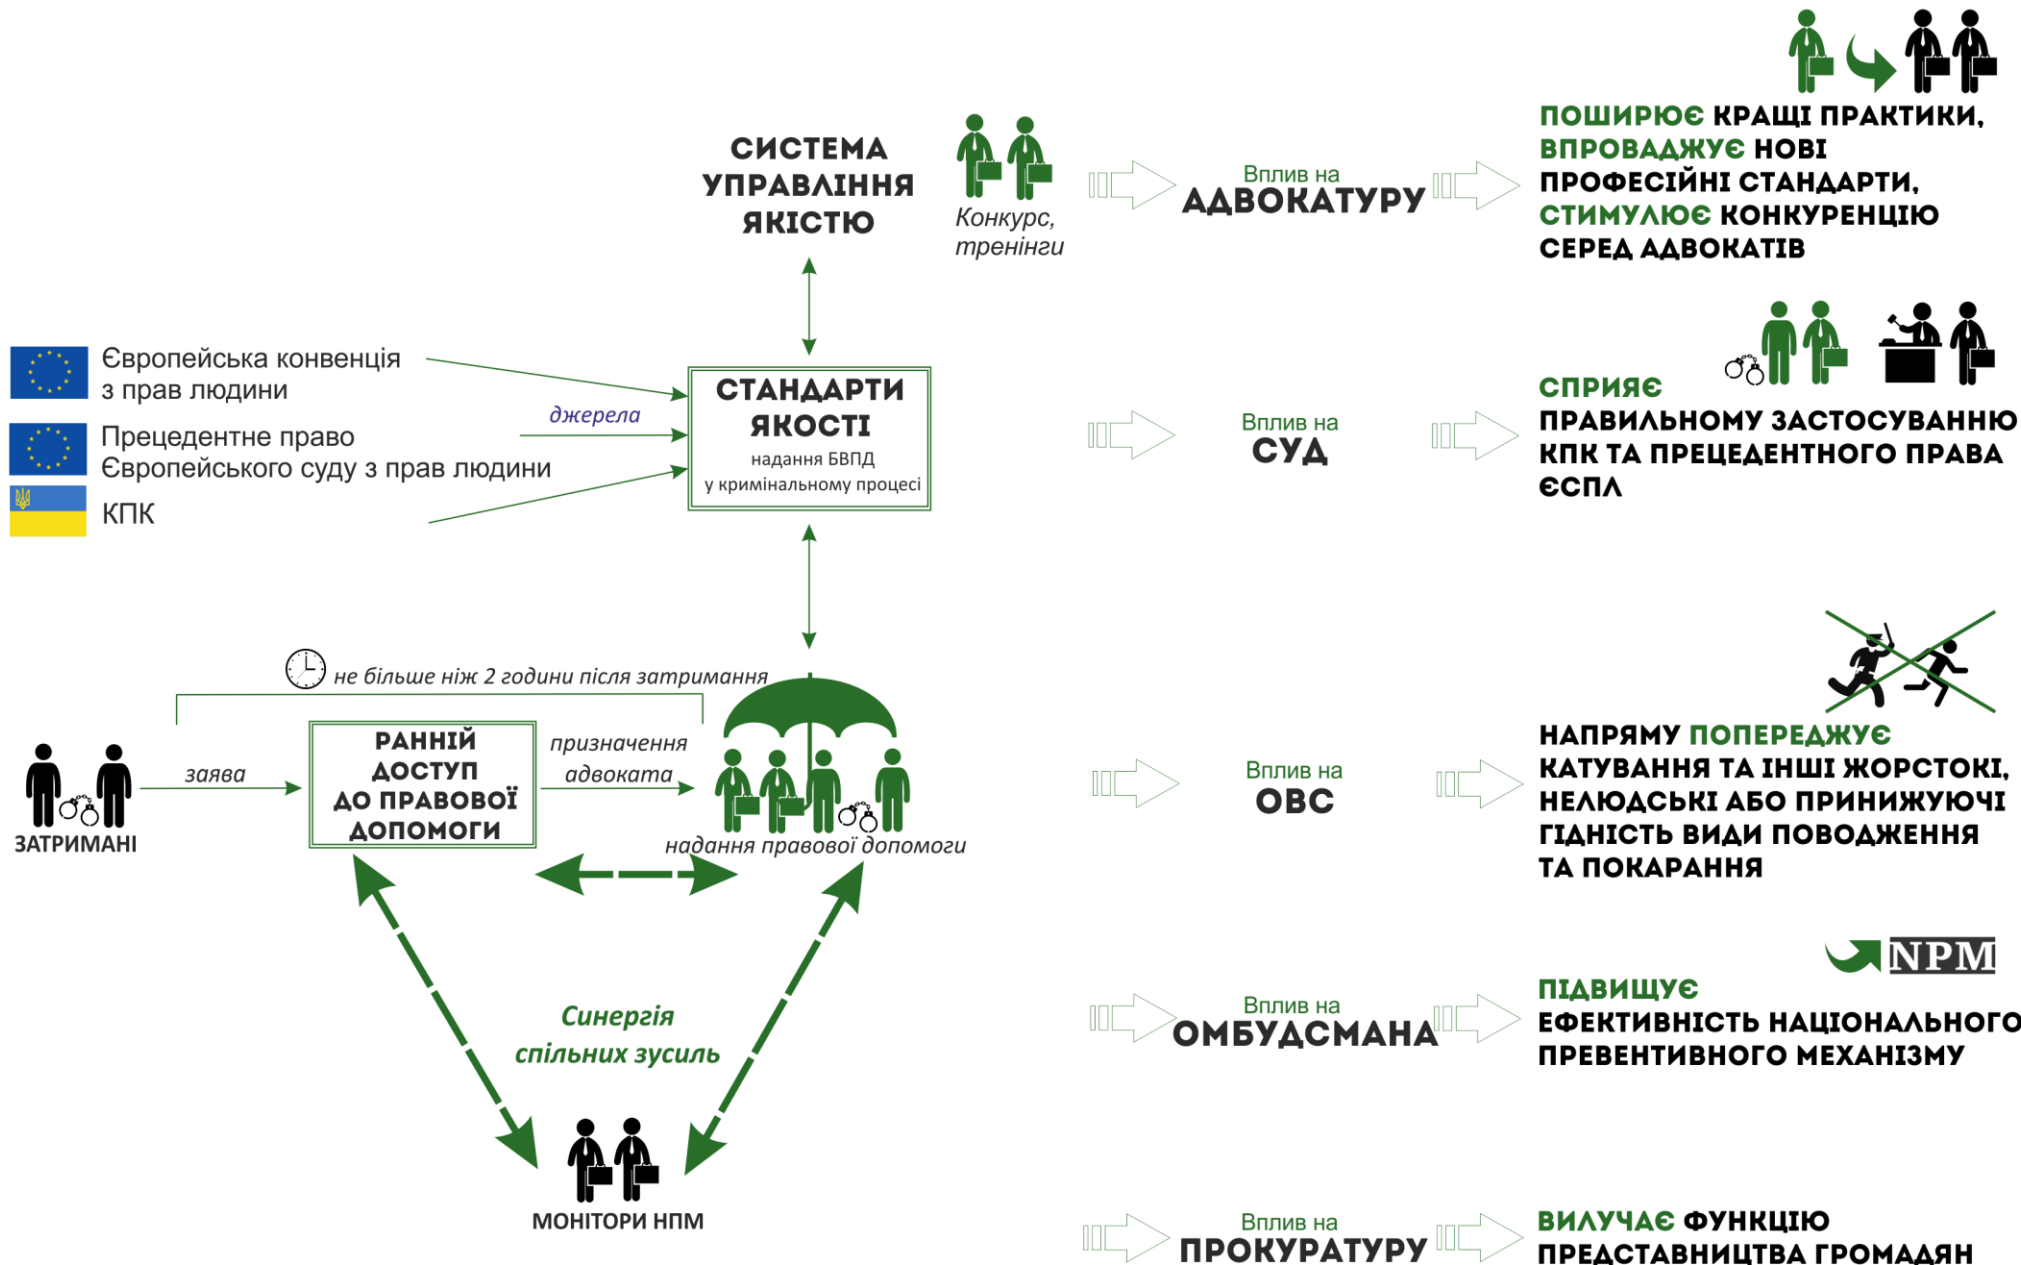 СИСТЕМА
УПРАВЛІННЯ
ЯКІСТЮ
Конкурс,
тренінги
Європейська конвенція
з прав людини
Прецедентне право
Європейського суду з прав людини
КПК
джерела
СТАНДАРТИ
ЯКОСТІ
надання БВПД
у кримінальному процесі
не більше ніж 2 години після затримання
ЗАТРИМАНІ
заява
РАННІЙ
ДОСТУП
ДО ПРАВОВОЇ
ДОПОМОГИ
призначення
адвоката
надання правової допомоги
Синергія
спільних зусиль
МОНІТОРИ НПМ
Вплив на
АДВОКАТУРУ
ПОШИРЮЄ КРАЩІ ПРАКТИКИ,
ВПРОВАДЖУЄ НОВІ
ПРОФЕСІЙНІ СТАНДАРТИ,
СТИМУЛЮЄ КОНКУРЕНЦІЮ
СЕРЕД АДВОКАТІВ
Вплив на
СУД
СПРИЯЄ
ПРАВИЛЬНОМУ ЗАСТОСУВАННЮ
КПК ТА ПРЕЦЕДЕНТНОГО ПРАВА
ЄСПЛ
Вплив на
ОВС
НАПРЯМУ ПОПЕРЕДЖУЄ
КАТУВАННЯ ТА ІНШІ ЖОРСТОКІ,
НЕЛЮДСЬКІ АБО ПРИНИЖУЮЧІ
ГІДНІСТЬ ВИДИ ПОВОДЖЕННЯ
ТА ПОКАРАННЯ
Вплив на
ОМБУДСМАНА
NPM
ПІДВИЩУЄ
ЕФЕКТИВНІСТЬ НАЦІОНАЛЬНОГО
ПРЕВЕНТИВНОГО МЕХАНІЗМУ
Вплив на
ПРОКУРАТУРУ
ВИЛУЧАЄ ФУНКЦІЮ
ПРЕДСТАВНИЦТВА ГРОМАДЯН